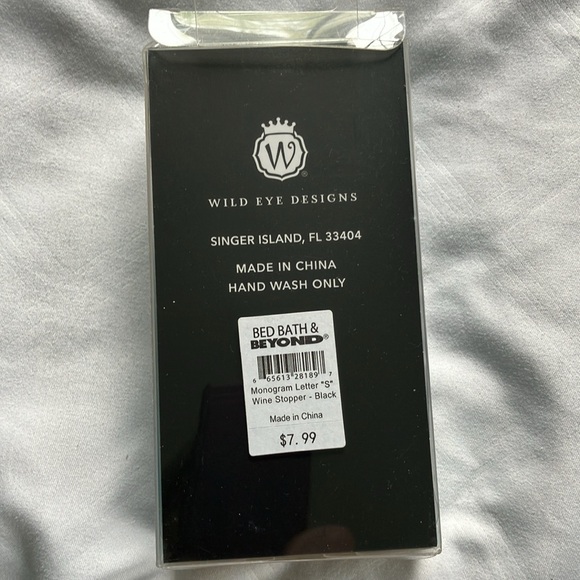 W
®
WILD EYE DESIGNS
SINGER ISLAND, FL 33404
MADE IN CHINA
HAND WASH ONLY
BED BATH &
BEYOND®
6 65613 28189 7
Monogram Letter "S"
Wine Stopper - Black
Made in China
$7.99